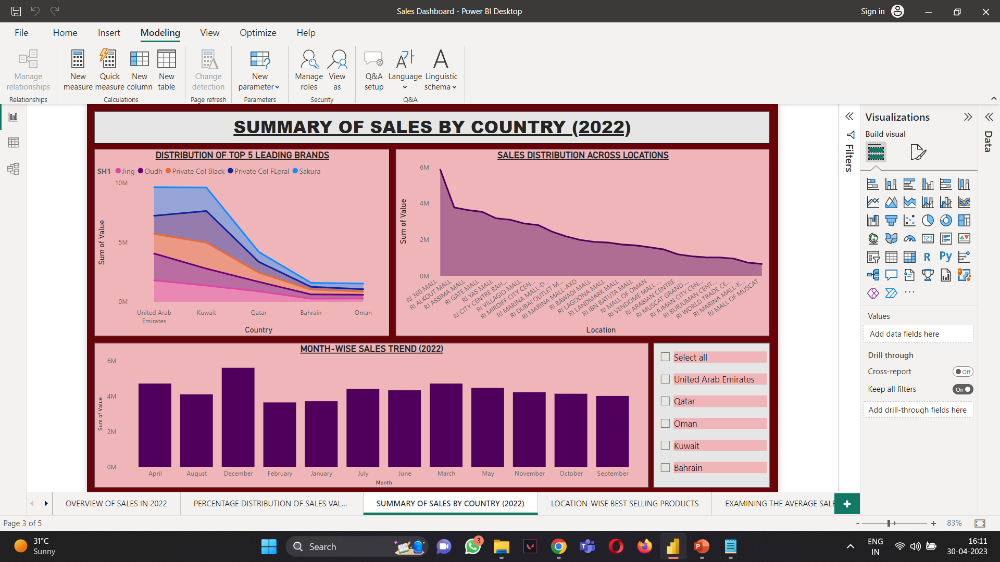 Sales Dashboard - Power BI Desktop
Sign in
File Home Insert Modeling View Optimize Help
Manage relationships
New measure
Quick measure
New column
New table
Change detection
New parameter
Manage roles
View as
Q&A setup
Language
Linguistic schema
Relationships Calculations Page refresh Parameters Security Q&A
SUMMARY OF SALES BY COUNTRY (2022)
DISTRIBUTION OF TOP 5 LEADING BRANDS
SH1 Jing Oudh Private Col Black Private Col FLoral Sakura
10M
5M
0M
Sum of Value
United Arab Emirates
Kuwait
Qatar
Bahrain
Oman
Country
SALES DISTRIBUTION ACROSS LOCATIONS
6M
4M
2M
0M
Sum of Value
RI 360 MALL
RI ALKOUT MALL
RI ASSIMA MALL
RI GATE MALL
RI YAS MALL
RI CITY CENTRE BAH...
RI VILLAGIO MALL
RI MIRDIFF CITY CEN...
RI MARINA MALL-D...
RI DUBAI OUTLET M...
RI MARINA MALL-AXD
RI BAWADI MALL
RI LAGOONA MALL
RI LANDMARK MALL
RI IBN BATUTA MALL
RI MALL OF OMAN
RI VENDOME MALL ...
RI ARABIAN CENTRE
RI MUSCAT GRAND ...
RI AJMAN CITY CEN...
RI BURJUMAN CENT...
RI WORLD TRADE CE...
RI MARINA MALL-K...
RI MALL OF MUSCAT
Location
MONTH-WISE SALES TREND (2022)
6M
4M
2M
0M
Sum of Value
April August December February January July June March May November October September
Month
Select all
United Arab Emirates
Qatar
Oman
Kuwait
Bahrain
Filters
Visualizations
Build visual
123
R
Py
...
Values
Add data fields here
Drill through
Cross-report Off
Keep all filters On
Add drill-through fields here
Data
OVERVIEW OF SALES IN 2022
PERCENTAGE DISTRIBUTION OF SALES VAL...
SUMMARY OF SALES BY COUNTRY (2022)
LOCATION-WISE BEST SELLING PRODUCTS
EXAMINING THE AVERAGE SALE
+
Page 3 of 5
- + 83%
31°C
Sunny
Search
3
ENG
IN
16:11
30-04-2023